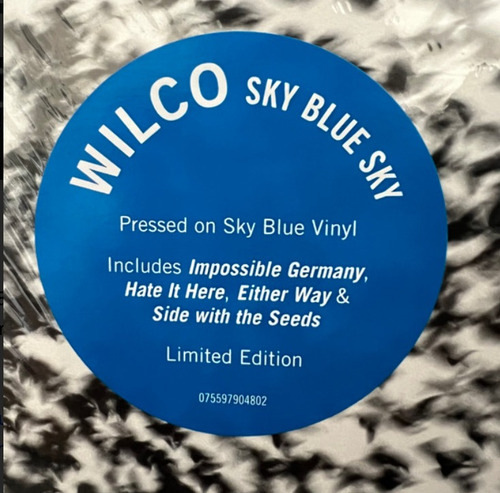 WILCO SKY BLUE SKY
Pressed on Sky Blue Vinyl
Includes Impossible Germany,
Hate It Here, Either Way &
Side with the Seeds
Limited Edition
075597904802